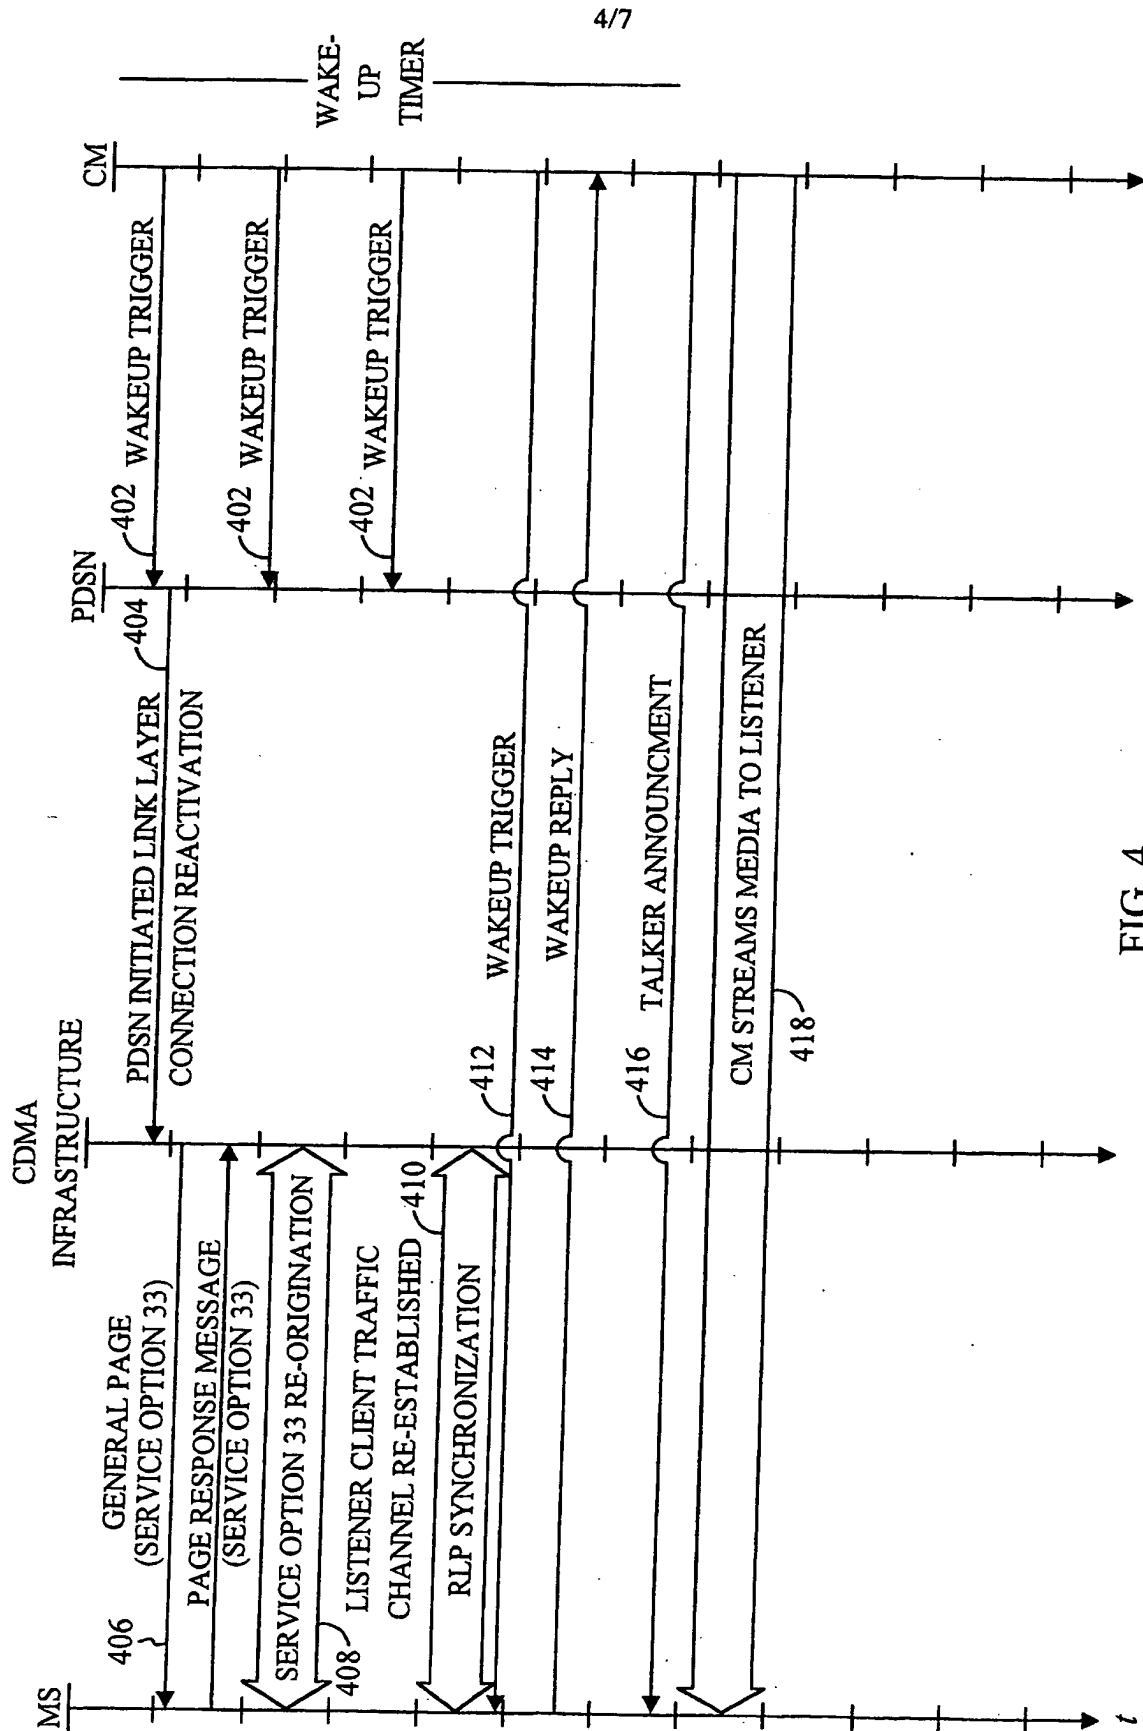 4/7
MS
CDMA
INFRASTRUCTURE
PDSN
CM
WAKE-
UP
TIMER
402
WAKEUP TRIGGER
404
PDSN INITIATED LINK LAYER
CONNECTION REACTIVATION
406
GENERAL PAGE
(SERVICE OPTION 33)
PAGE RESPONSE MESSAGE
(SERVICE OPTION 33)
402
WAKEUP TRIGGER
SERVICE OPTION 33 RE-ORIGINATION
408
LISTENER CLIENT TRAFFIC
CHANNEL RE-ESTABLISHED
410
402
WAKEUP TRIGGER
RLP SYNCHRONIZATION
412
WAKEUP TRIGGER
414
WAKEUP REPLY
416
TALKER ANNOUNCMENT
CM STREAMS MEDIA TO LISTENER
418
t
FIG. 4